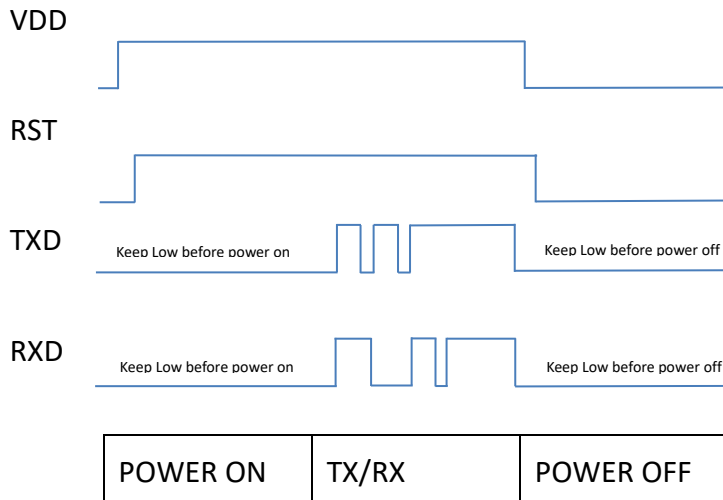 VDD
RST
TXD
Keep Low before power on
Keep Low before power off
RXD
Keep Low before power on
Keep Low before power off
POWER ON
TX/RX
POWER OFF